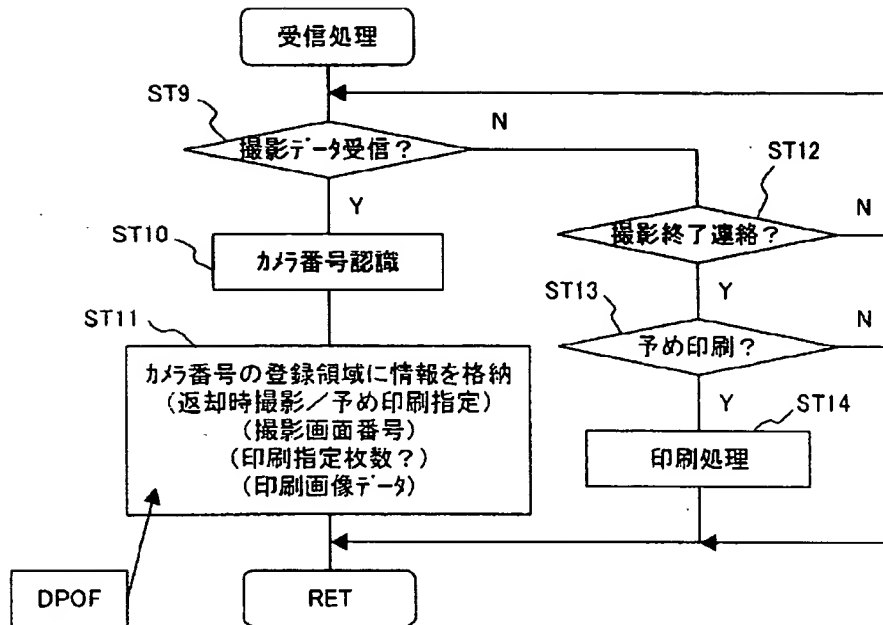 受信処理
ST9
撮影データ受信?
N
Y
ST10
カメラ番号認識
ST11
カメラ番号の登録領域に情報を格納
(返却時撮影/予め印刷指定)
(撮影画面番号)
(印刷指定枚数?)
(印刷画像データ)
DPOF
ST12
撮影終了連絡?
N
Y
ST13
予め印刷?
N
Y
ST14
印刷処理
RET